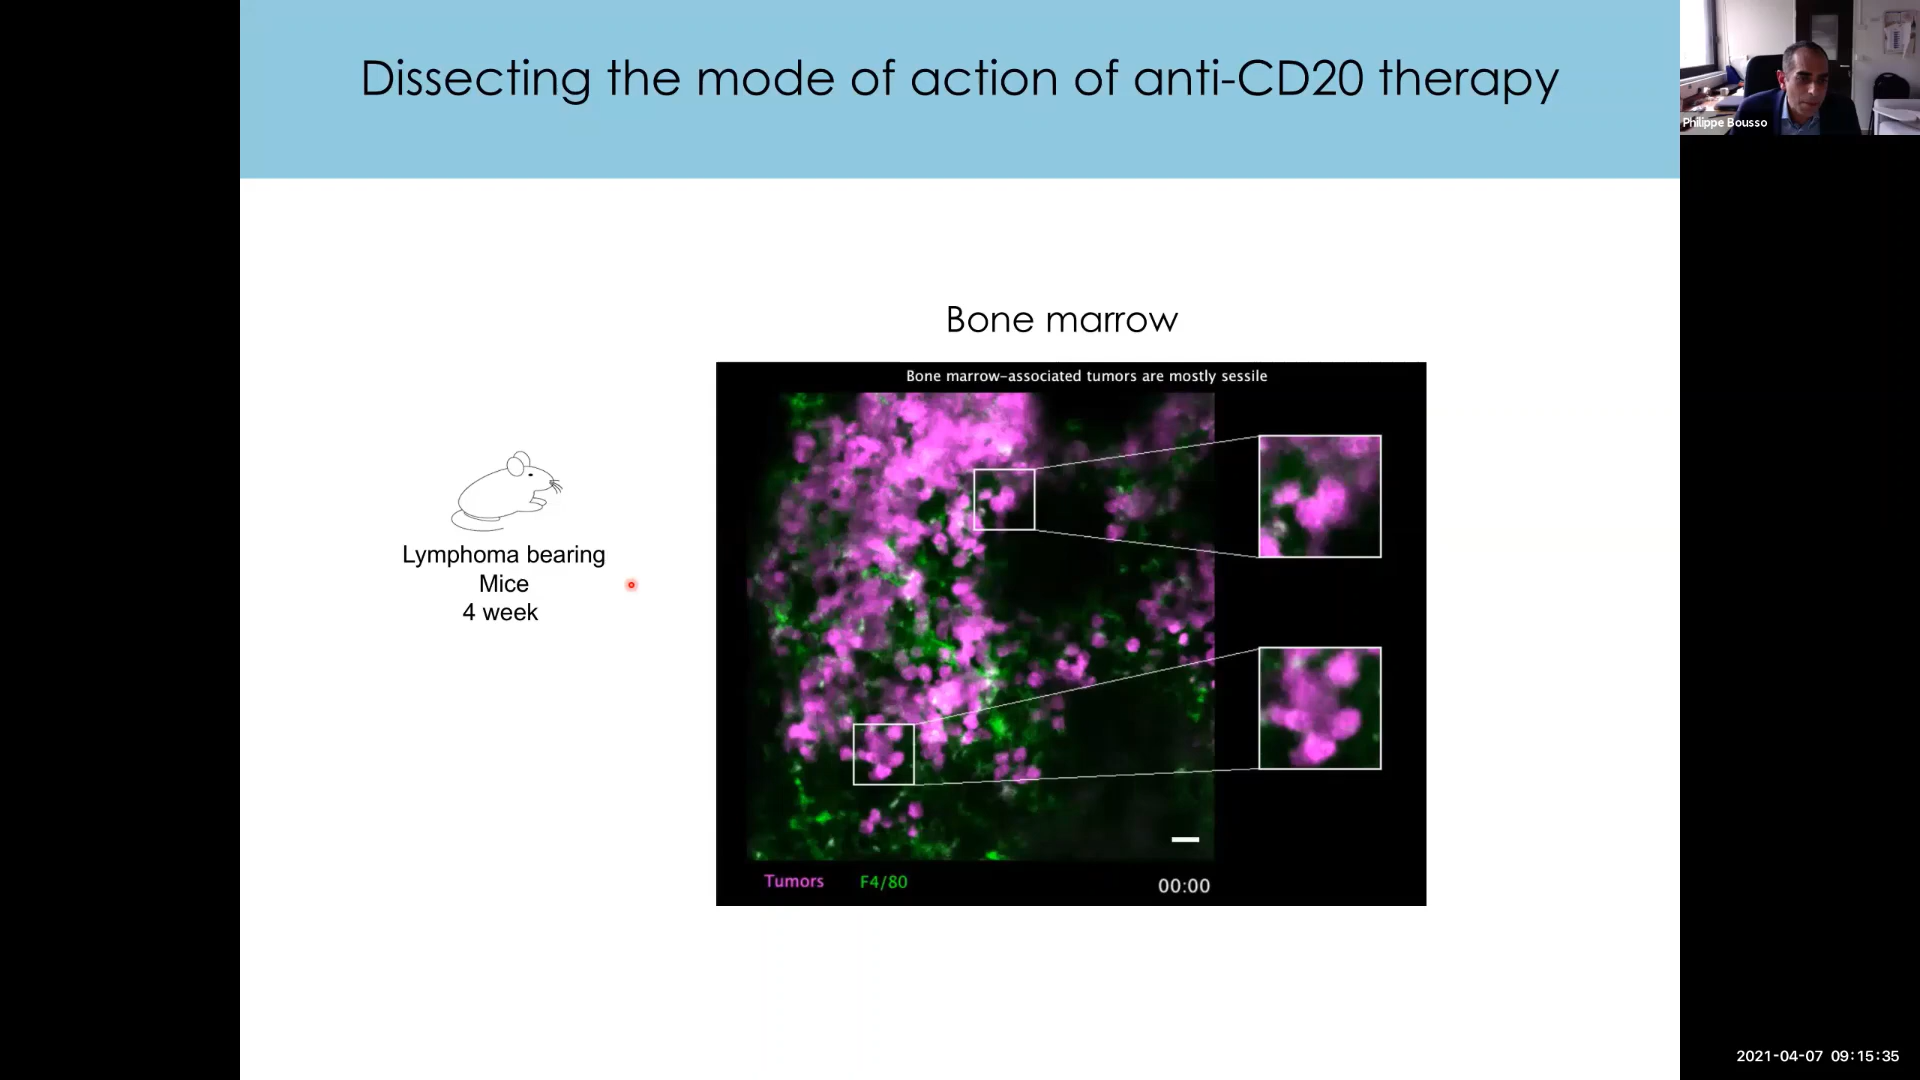 Dissecting the mode of action of anti-CD20 therapy
Philippe Bousso
Bone marrow
Bone marrow-associated tumors are mostly sessile
Lymphoma bearing
Mice
4 week
Tumors F4/80
00:00
2021-04-07 09:15:35